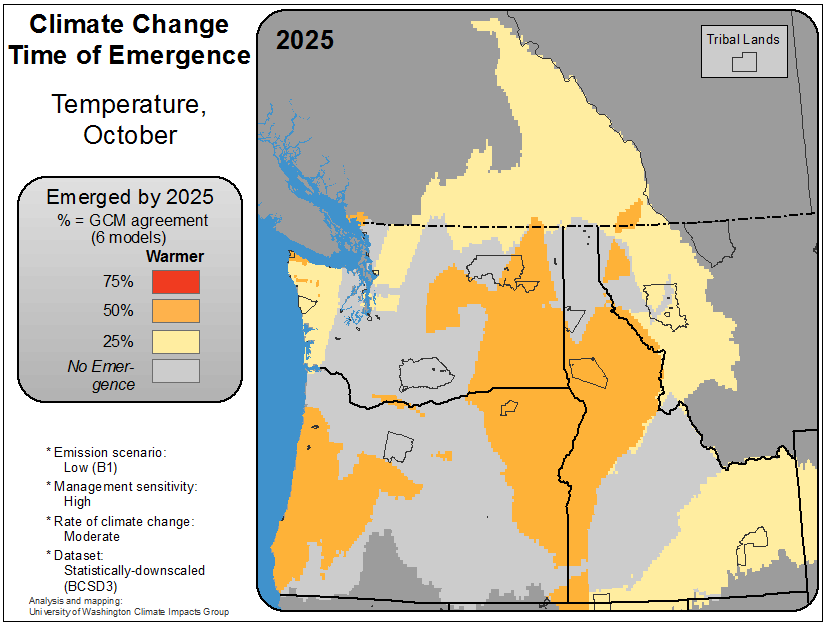 Climate Change
Time of Emergence
Temperature,
October
Emerged by 2025
% = GCM agreement
(6 models)
Warmer
75%
50%
25%
No Emer-
gence
* Emission scenario:
Low (B1)
* Management sensitivity:
High
* Rate of climate change:
Moderate
* Dataset:
Statistically-downscaled
(BCSD3)
Analysis and mapping:
University of Washington Climate Impacts Group
2025
Tribal Lands